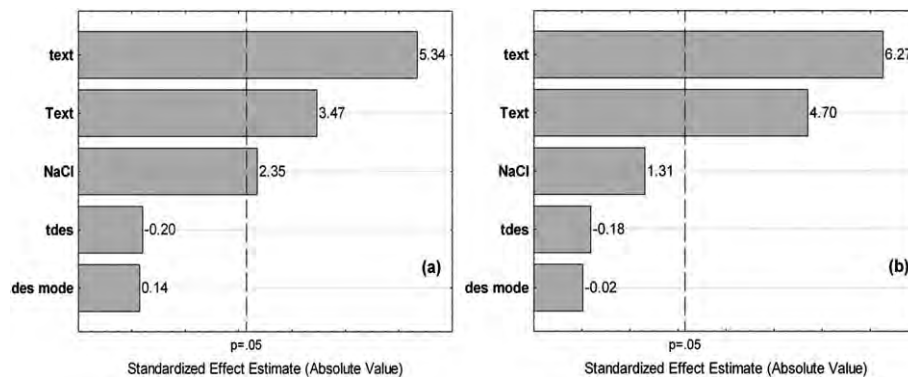 text
5.34
Text
3.47
NaCl
2.35
tdes
-0.20
(a)
des mode
0.14
p=.05
Standardized Effect Estimate (Absolute Value)
text
6.27
Text
4.70
NaCl
1.31
tdes
-0.18
(b)
des mode
-0.02
p=.05
Standardized Effect Estimate (Absolute Value)